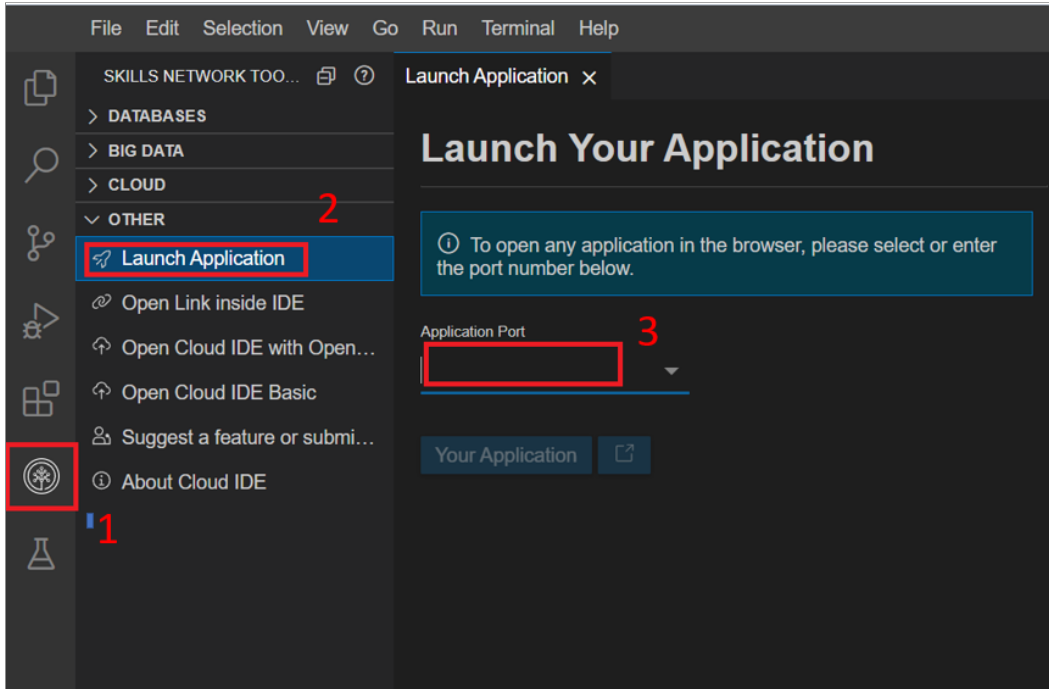 File Edit Selection View Go Run Terminal Help
SKILLS NETWORK TOO...
Launch Application
DATABASES
BIG DATA
CLOUD
OTHER
2
Launch Application
Open Link inside IDE
Open Cloud IDE with Open...
Open Cloud IDE Basic
Suggest a feature or submi...
About Cloud IDE
1
Launch Your Application
To open any application in the browser, please select or enter
the port number below.
Application Port
3
Your Application